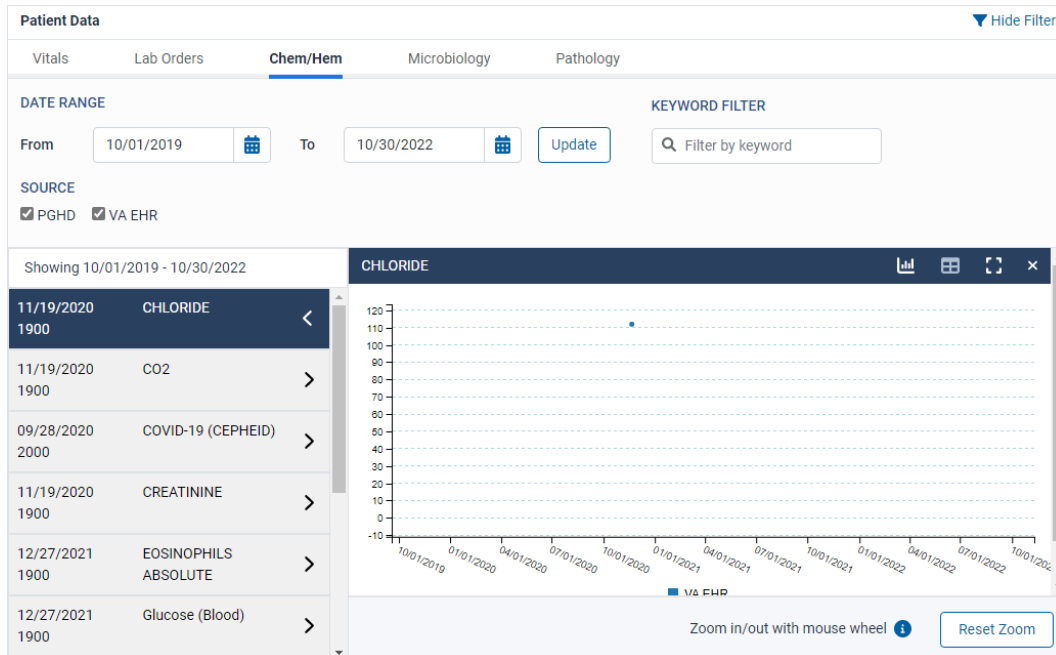 Patient Data
Hide Filter
Vitals Lab Orders Chem/Hem Microbiology Pathology
DATE RANGE
KEYWORD FILTER
From 10/01/2019 To 10/30/2022 Update Filter by keyword
SOURCE
PGHD VA EHR
Showing 10/01/2019 - 10/30/2022
11/19/2020 CHLORIDE
1900
11/19/2020 CO2
1900
09/28/2020 COVID-19 (CEPHEID)
2000
11/19/2020 CREATININE
1900
12/27/2021 EOSINOPHILS
1900 ABSOLUTE
12/27/2021 Glucose (Blood)
1900
CHLORIDE
120
110
100
90
80
70
60
50
40
30
20
10
0
-10
10/01/2019 01/01/2020 04/01/2020 07/01/2020 10/01/2020 01/01/2021 04/01/2021 07/01/2021 10/01/2021 01/01/2022 04/01/2022 07/01/2022 10/01/202
VA EHR
Zoom in/out with mouse wheel Reset Zoom